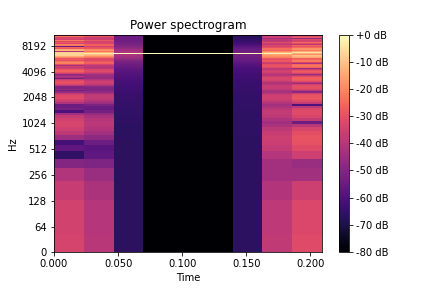 Power spectrogram
Hz
8192
4096
2048
1024
512
256
128
64
0
0.000
0.050
0.100
0.150
0.200
Time
+0 dB
-10 dB
-20 dB
-30 dB
-40 dB
-50 dB
-60 dB
-70 dB
-80 dB